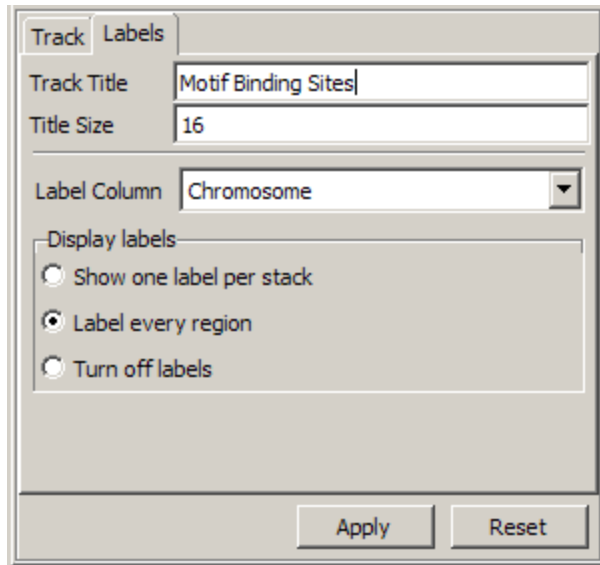 Track Labels
Track Title Motif Binding Sites
Title Size 16
Label Column Chromosome
Display labels
Show one label per stack
Label every region
Turn off labels
Apply Reset